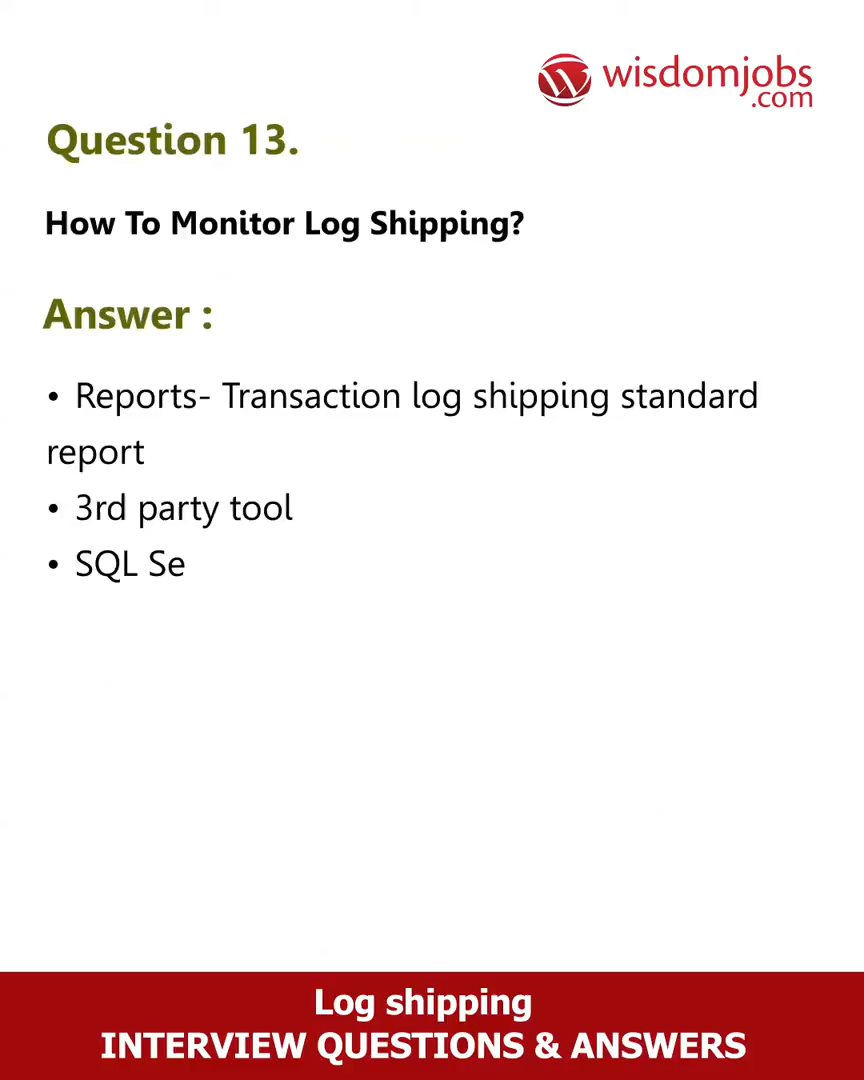 wisdomjobs
.com
Question 13.
How To Monitor Log Shipping?
Answer :
• Reports- Transaction log shipping standard
report
• 3rd party tool
• SQL Se
Log shipping
INTERVIEW QUESTIONS & ANSWERS